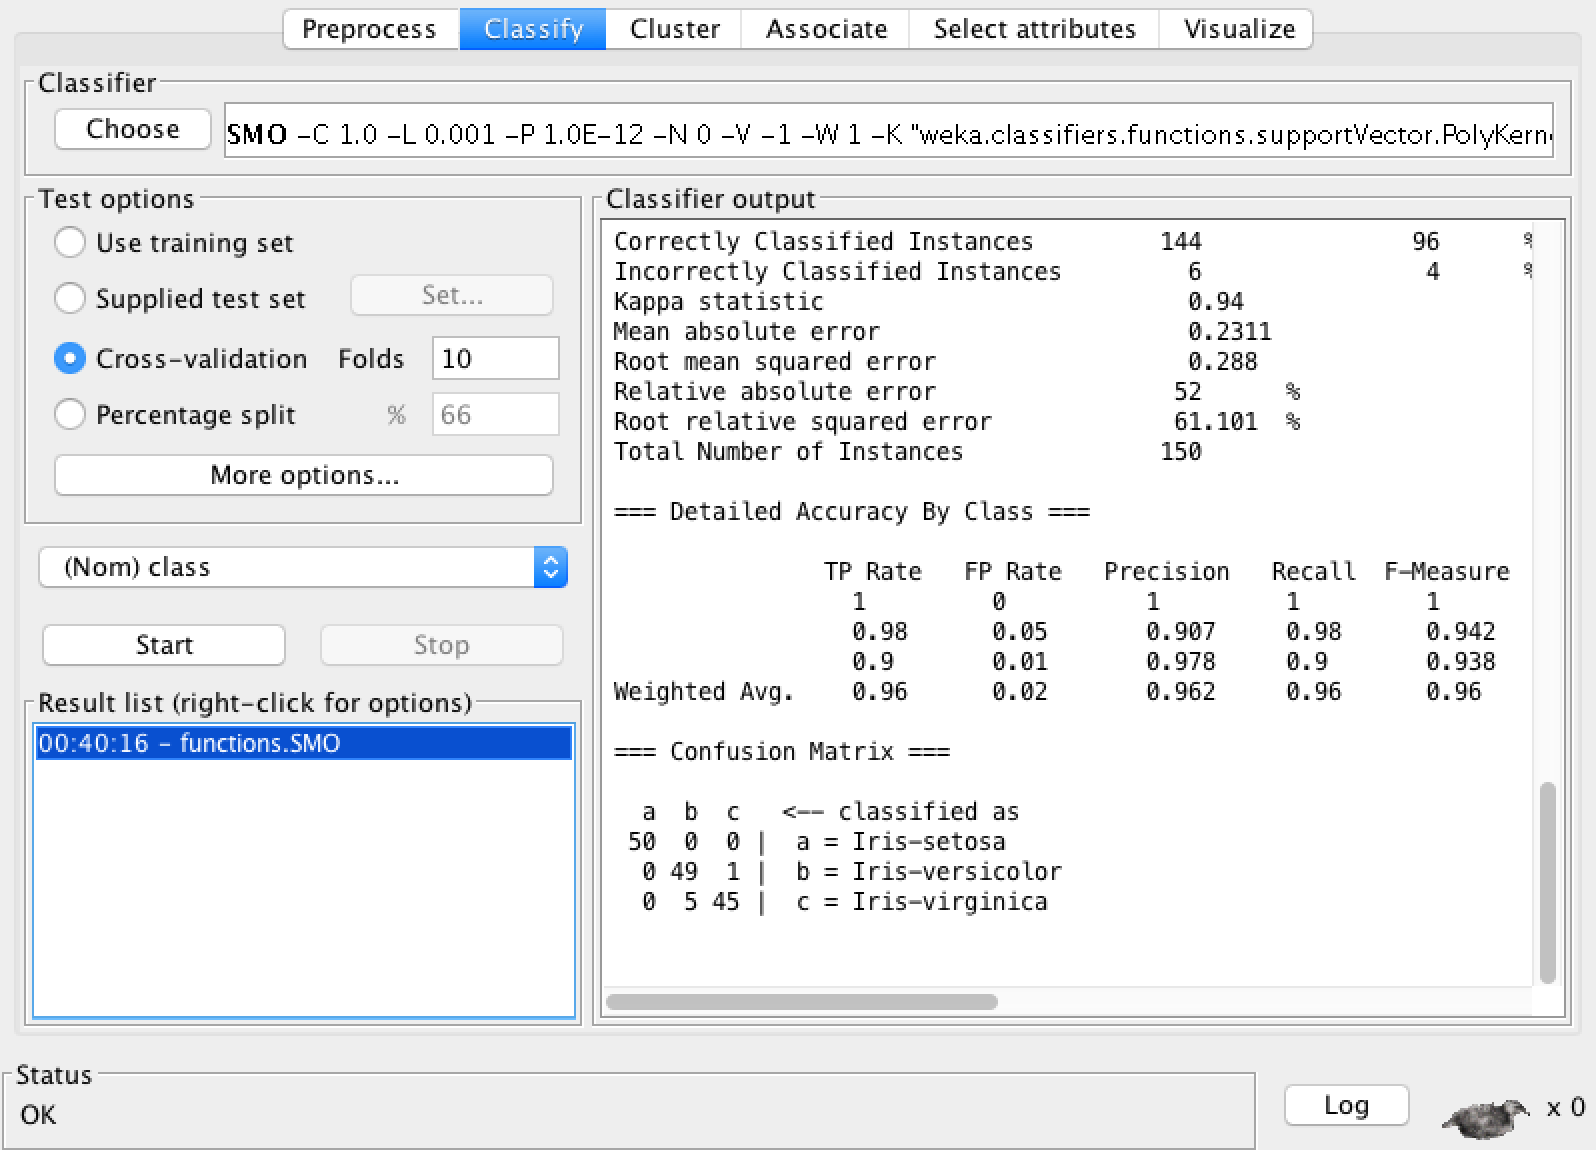 Preprocess Classify Cluster Associate Select attributes Visualize
Classifier
Choose SMO -C 1.0 -L 0.001 -P 1.0E-12 -N 0 -V -1 -W 1 -K "weka.classifiers.functions.supportVector.PolyKern
Test options
Use training set
Supplied test set Set...
Cross-validation Folds 10
Percentage split % 66
More options...
(Nom) class
Start Stop
Result list (right-click for options)
00:40:16 - functions.SMO
Classifier output
Correctly Classified Instances 144 96 %
Incorrectly Classified Instances 6 4 %
Kappa statistic 0.94
Mean absolute error 0.2311
Root mean squared error 0.288
Relative absolute error 52 %
Root relative squared error 61.101 %
Total Number of Instances 150
=== Detailed Accuracy By Class ===
TP Rate FP Rate Precision Recall F-Measure
1 0 1 1 1
0.98 0.05 0.907 0.98 0.942
0.9 0.01 0.978 0.9 0.938
Weighted Avg. 0.96 0.02 0.962 0.96 0.96
=== Confusion Matrix ===
a b c <-- classified as
50 0 0 | a = Iris-setosa
0 49 1 | b = Iris-versicolor
0 5 45 | c = Iris-virginica
Status
OK
Log x 0